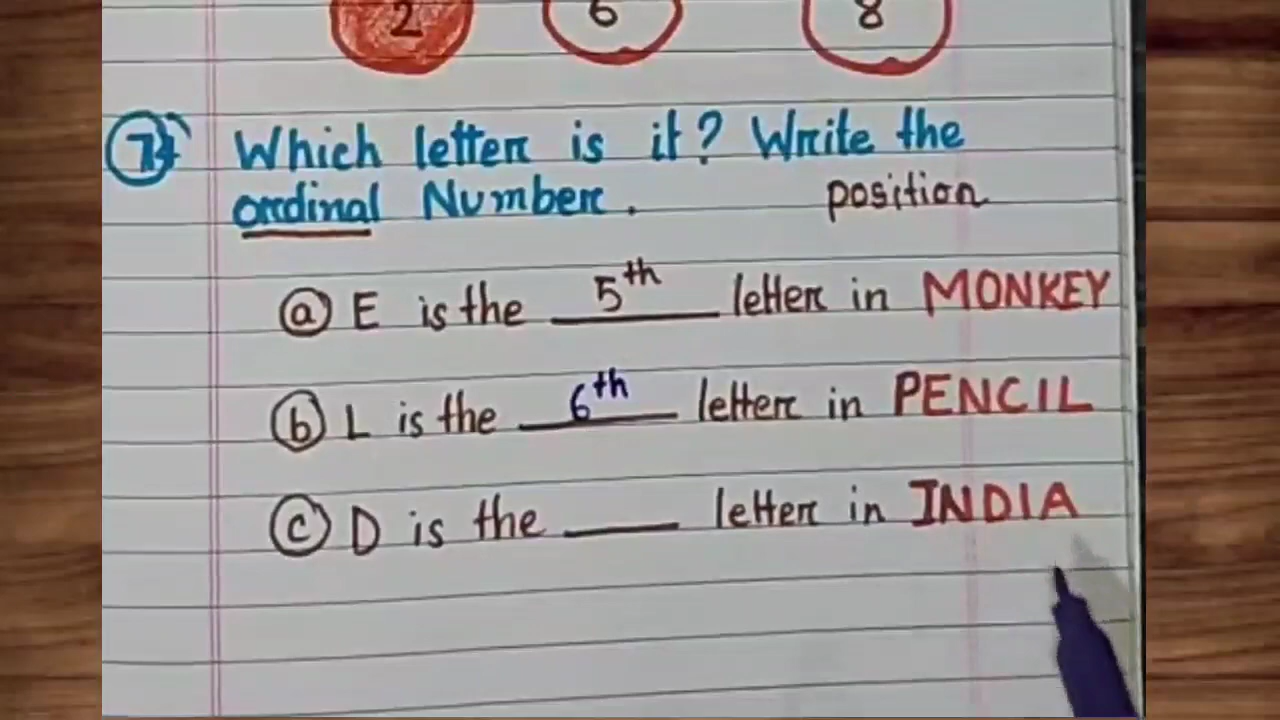 2 6 8
7) Which letter is it? Write the
ordinal Number. position
a E is the 5th letter in MONKEY
b L is the 6th letter in PENCIL
c D is the ____ letter in INDIA